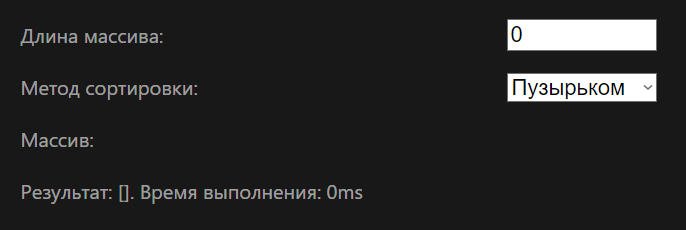 Длина массива: 0
Метод сортировки: Пузырьком
Массив:
Результат: []. Время выполнения: 0ms